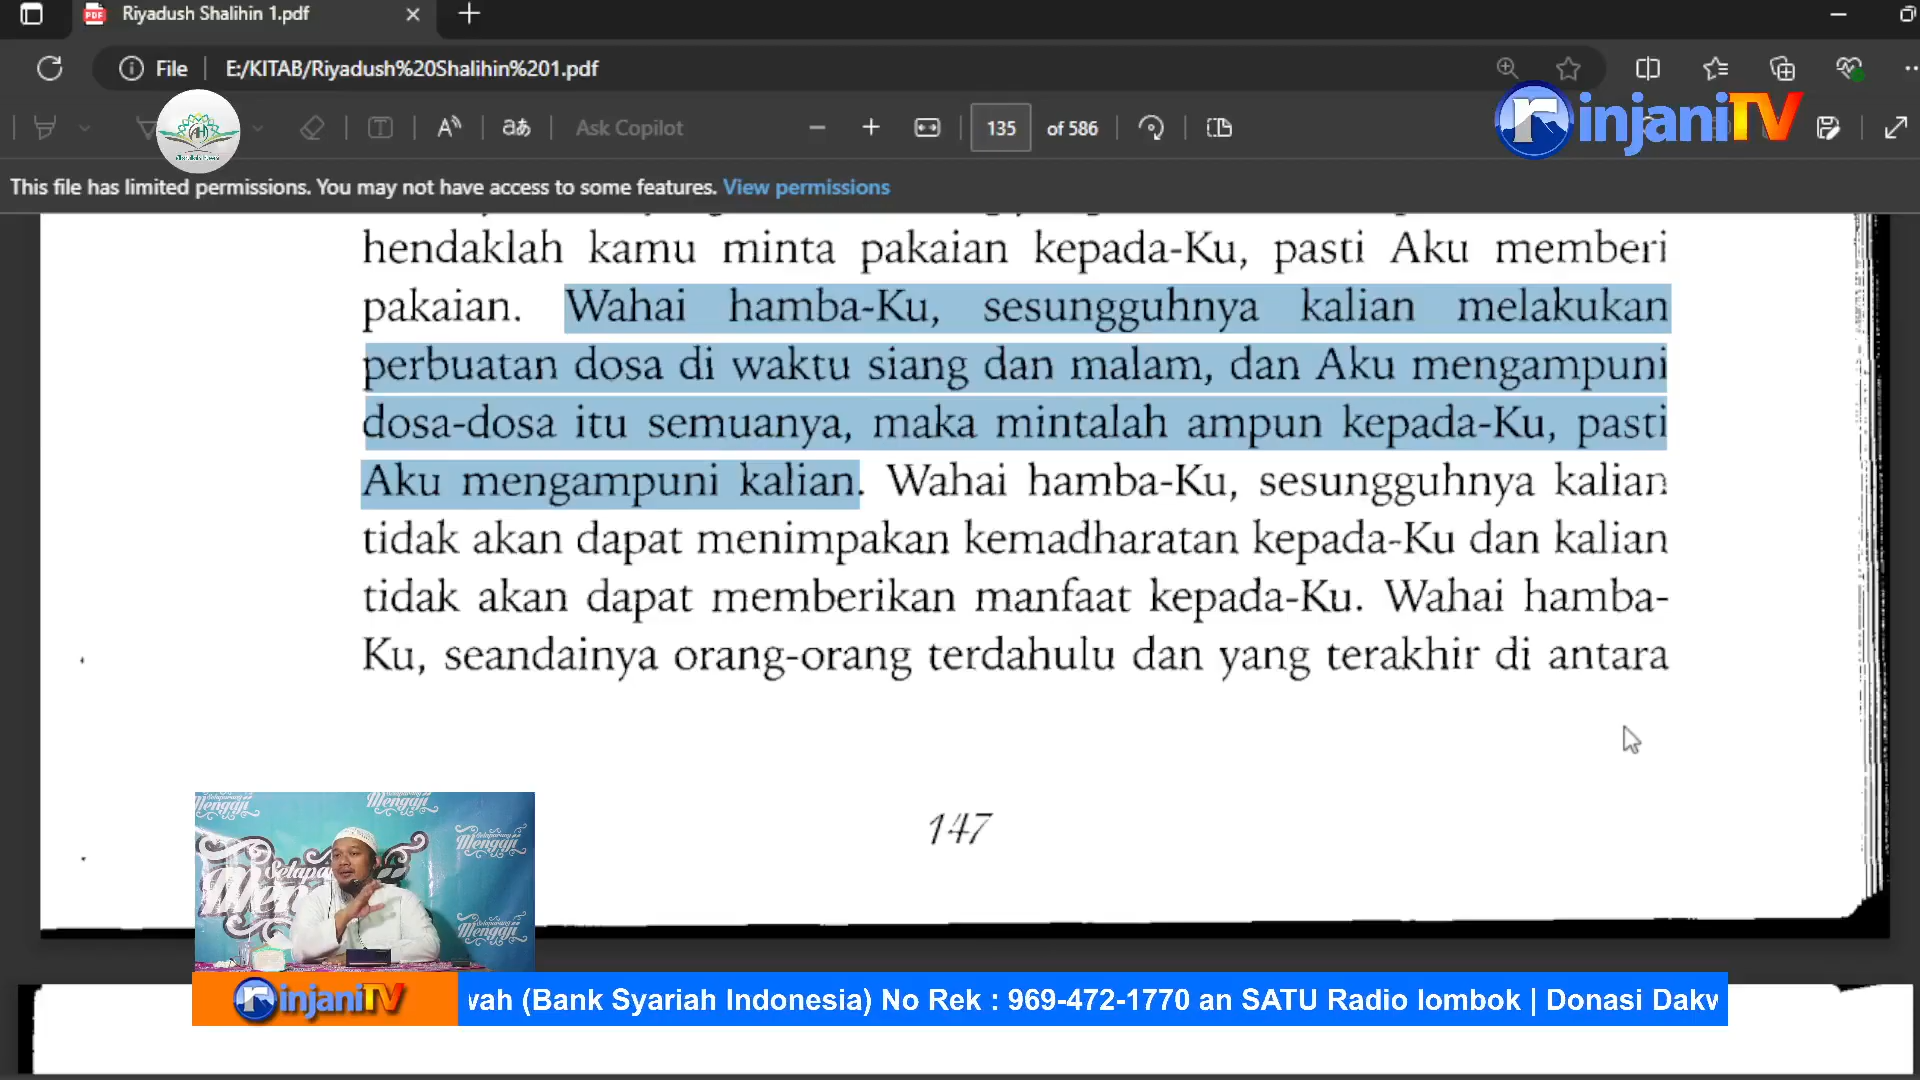 Riyadush Shalihin 1.pdf
File E:/KITAB/Riyadush%20Shalihin%201.pdf
Ask Copilot 135 of 586
rinjaniTV
This file has limited permissions. You may not have access to some features. View permissions
hendaklah kamu minta pakaian kepada-Ku, pasti Aku memberi
pakaian. Wahai hamba-Ku, sesungguhnya kalian melakukan
perbuatan dosa di waktu siang dan malam, dan Aku mengampuni
dosa-dosa itu semuanya, maka mintalah ampun kepada-Ku, pasti
Aku mengampuni kalian. Wahai hamba-Ku, sesungguhnya kalian
tidak akan dapat menimpakan kemadharatan kepada-Ku dan kalian
tidak akan dapat memberikan manfaat kepada-Ku. Wahai hamba-
Ku, seandainya orang-orang terdahulu dan yang terakhir di antara
147
Mengaji
Mengaji
Mengaji
Mengaji
rinjaniTV
(Bank Syariah Indonesia) No Rek : 969-472-1770 an SATU Radio lombok | Donasi